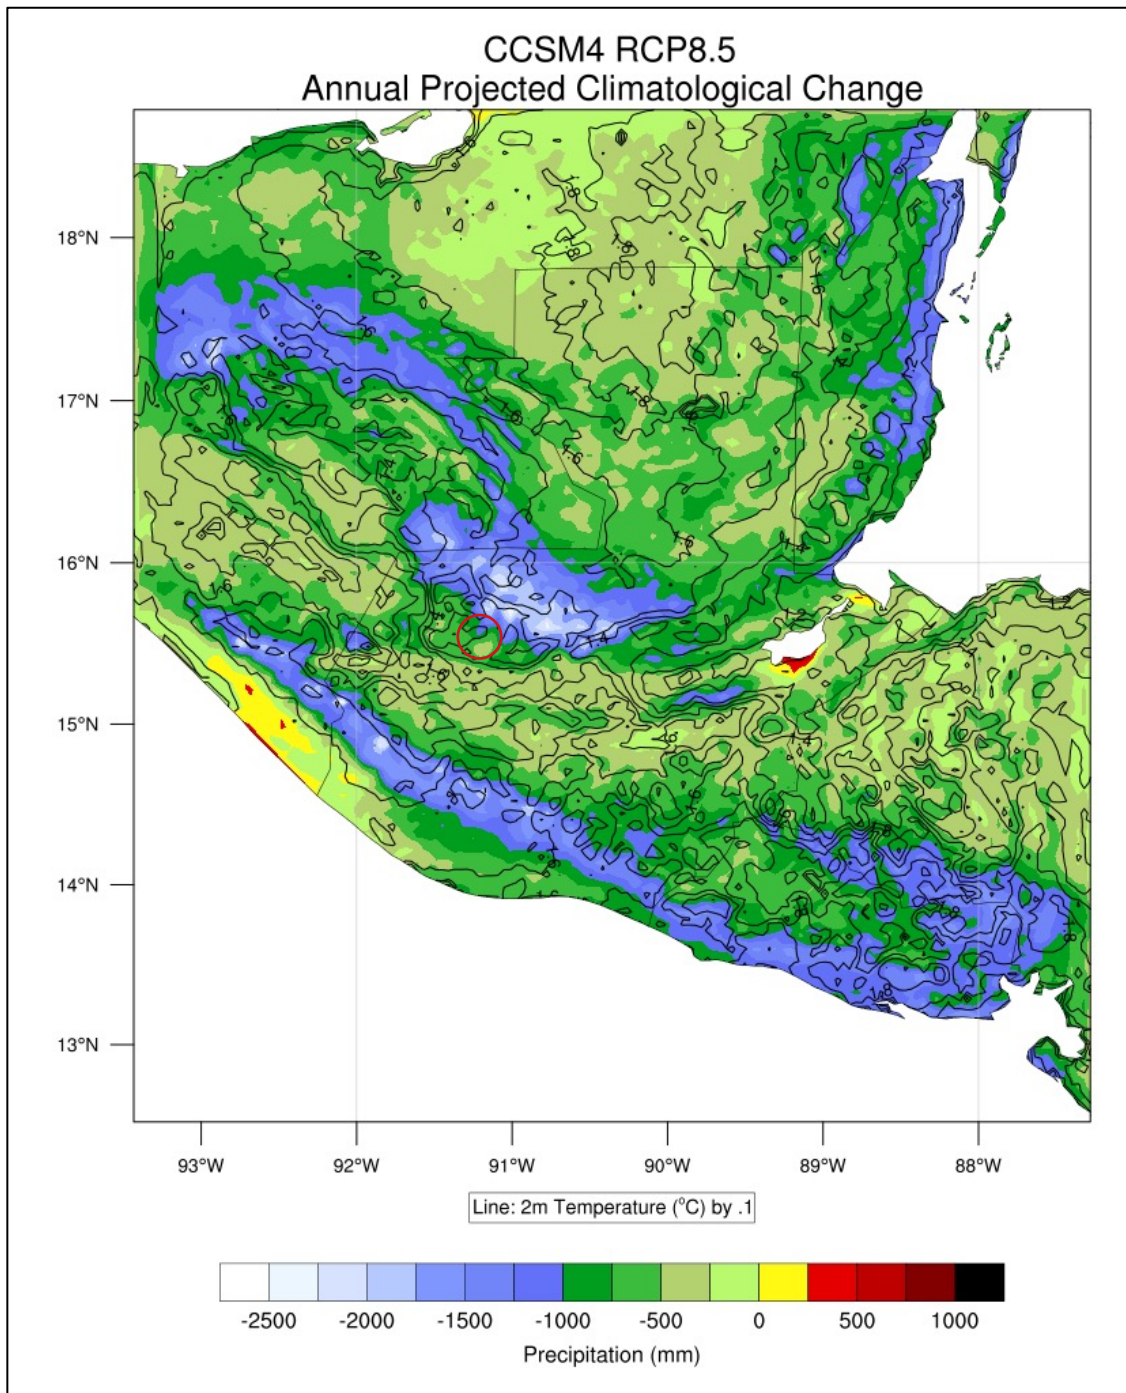 CCSM4 RCP8.5
Annual Projected Climatological Change
18°N
17°N
16°N
15°N
14°N
13°N
93°W 92°W 91°W 90°W 89°W 88°W
Line: 2m Temperature (°C) by .1
-2500 -2000 -1500 -1000 -500 0 500 1000
Precipitation (mm)